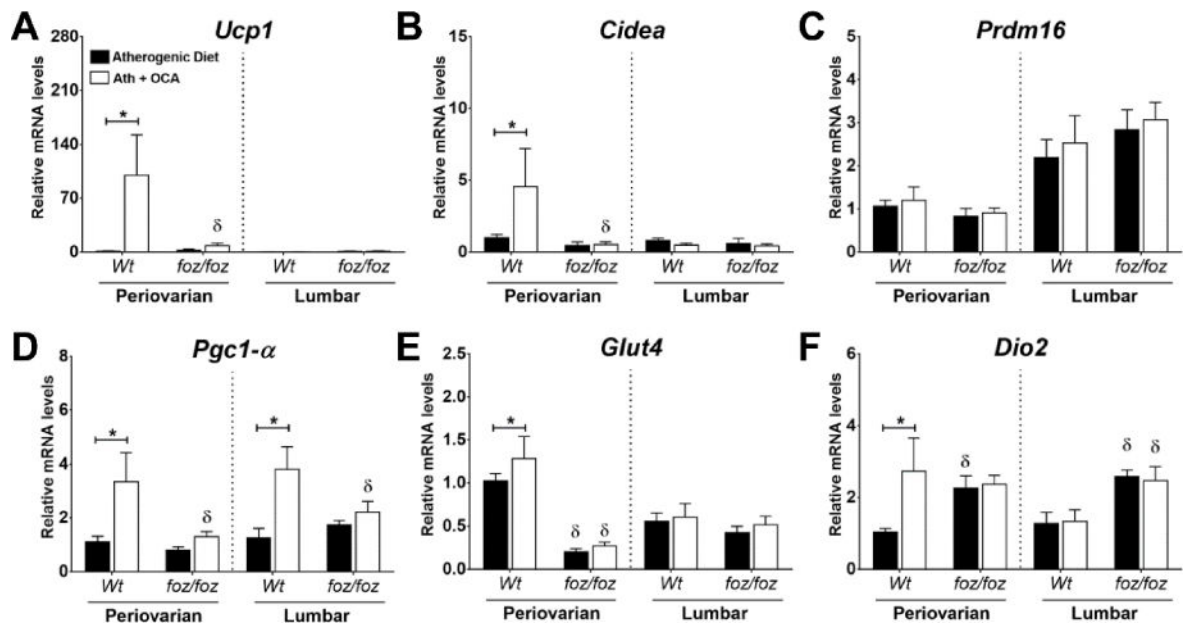 A
Ucp1
Relative mRNA levels
280
210
140
70
0
Atherogenic Diet
Ath + OCA
*
δ
Wt foz/foz Wt foz/foz
Periovarian Lumbar
B
Cidea
Relative mRNA levels
15
10
5
0
*
δ
Wt foz/foz Wt foz/foz
Periovarian Lumbar
C
Prdm16
Relative mRNA levels
5
4
3
2
1
0
Wt foz/foz Wt foz/foz
Periovarian Lumbar
D
Pgc1-α
Relative mRNA levels
8
6
4
2
0
*
δ
*
δ
Wt foz/foz Wt foz/foz
Periovarian Lumbar
E
Glut4
Relative mRNA levels
2.5
2.0
1.5
1.0
0.5
0.0
*
δ δ
Wt foz/foz Wt foz/foz
Periovarian Lumbar
F
Dio2
Relative mRNA levels
6
4
2
0
*
δ
δ δ
Wt foz/foz Wt foz/foz
Periovarian Lumbar